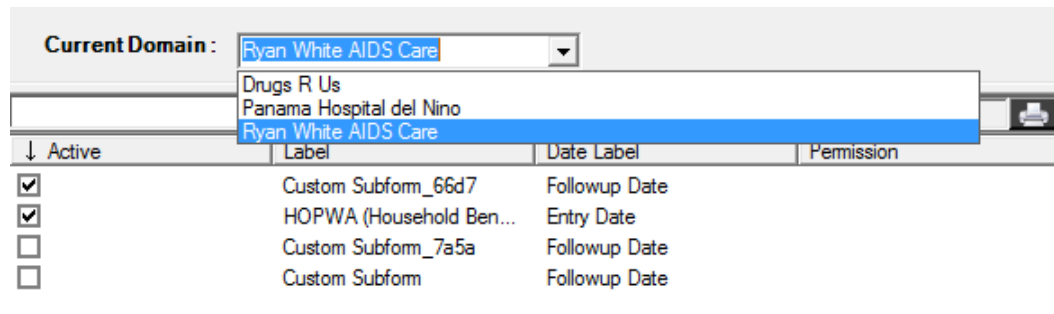 Current Domain : Ryan White AIDS Care
Drugs R Us
Panama Hospital del Nino
Ryan White AIDS Care
↓ Active Label Date Label Permission
Custom Subform_66d7 Followup Date
HOPWA (Household Ben... Entry Date
Custom Subform_7a5a Followup Date
Custom Subform Followup Date